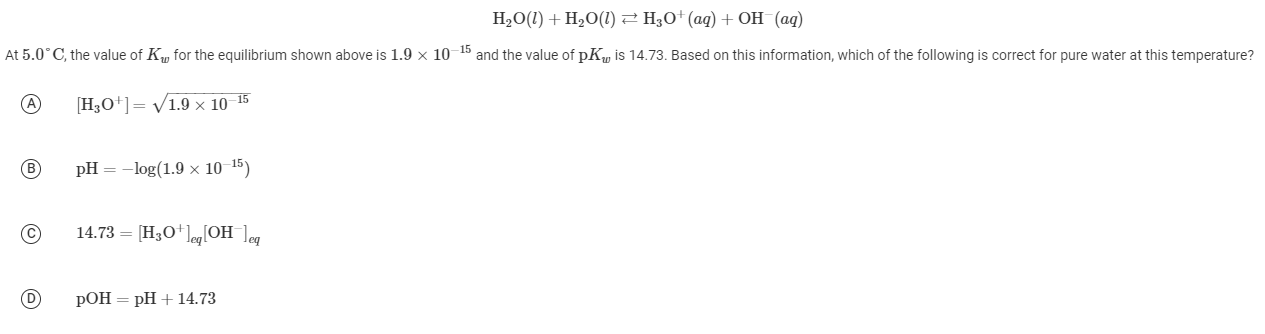 H₂O(l) + H₂O(l) ⇄ H₃O⁺(aq) + OH⁻(aq)
At 5.0°C, the value of K_w for the equilibrium shown above is 1.9 × 10⁻¹⁵ and the value of pK_w is 14.73. Based on this information, which of the following is correct for pure water at this temperature?
A [H₃O⁺] = √(1.9 × 10⁻¹⁵)
B pH = −log(1.9 × 10⁻¹⁵)
C 14.73 = [H₃O⁺]_eq[OH⁻]_eq
D pOH = pH + 14.73